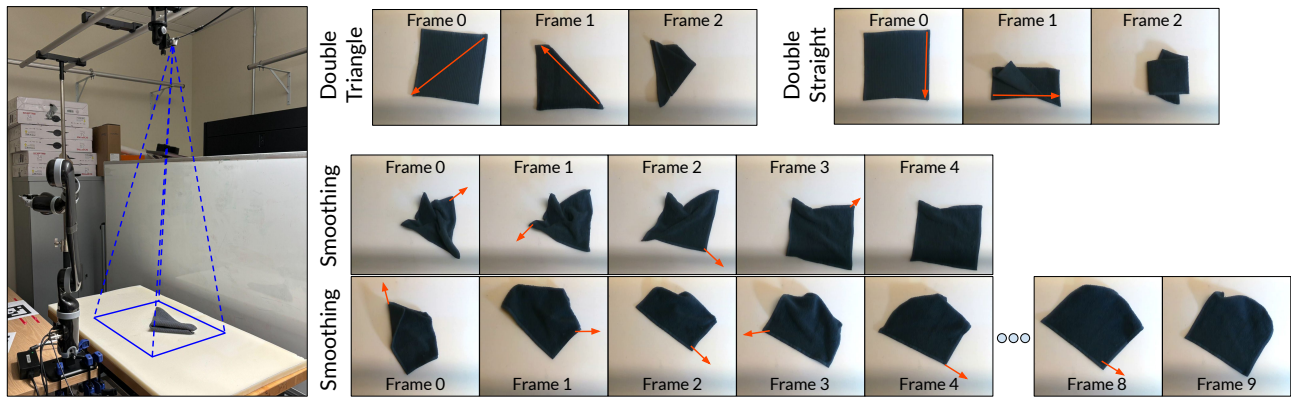 Double
Triangle
Frame 0
Frame 1
Frame 2
Double
Straight
Frame 0
Frame 1
Frame 2
Smoothing
Frame 0
Frame 1
Frame 2
Frame 3
Frame 4
Smoothing
Frame 0
Frame 1
Frame 2
Frame 3
Frame 4
Frame 8
Frame 9